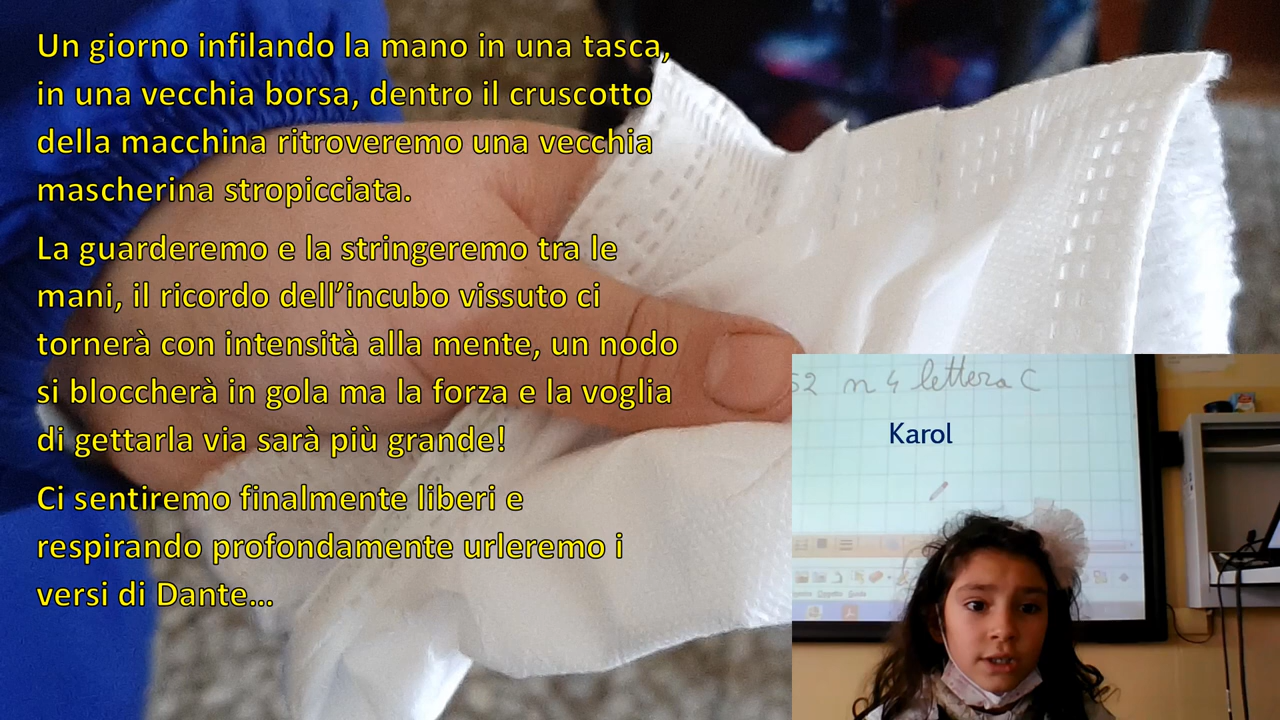 Un giorno infilando la mano in una tasca,
in una vecchia borsa, dentro il cruscotto
della macchina ritroveremo una vecchia
mascherina stropicciata.
La guarderemo e la stringeremo tra le
mani, il ricordo dell'incubo vissuto ci
tornerà con intensità alla mente, un nodo
si bloccherà in gola ma la forza e la voglia
di gettarla via sarà più grande!
Ci sentiremo finalmente liberi e
respirando profondamente urleremo i
versi di Dante...
52 n 4 lettera C
Karol
Oggetto Guida